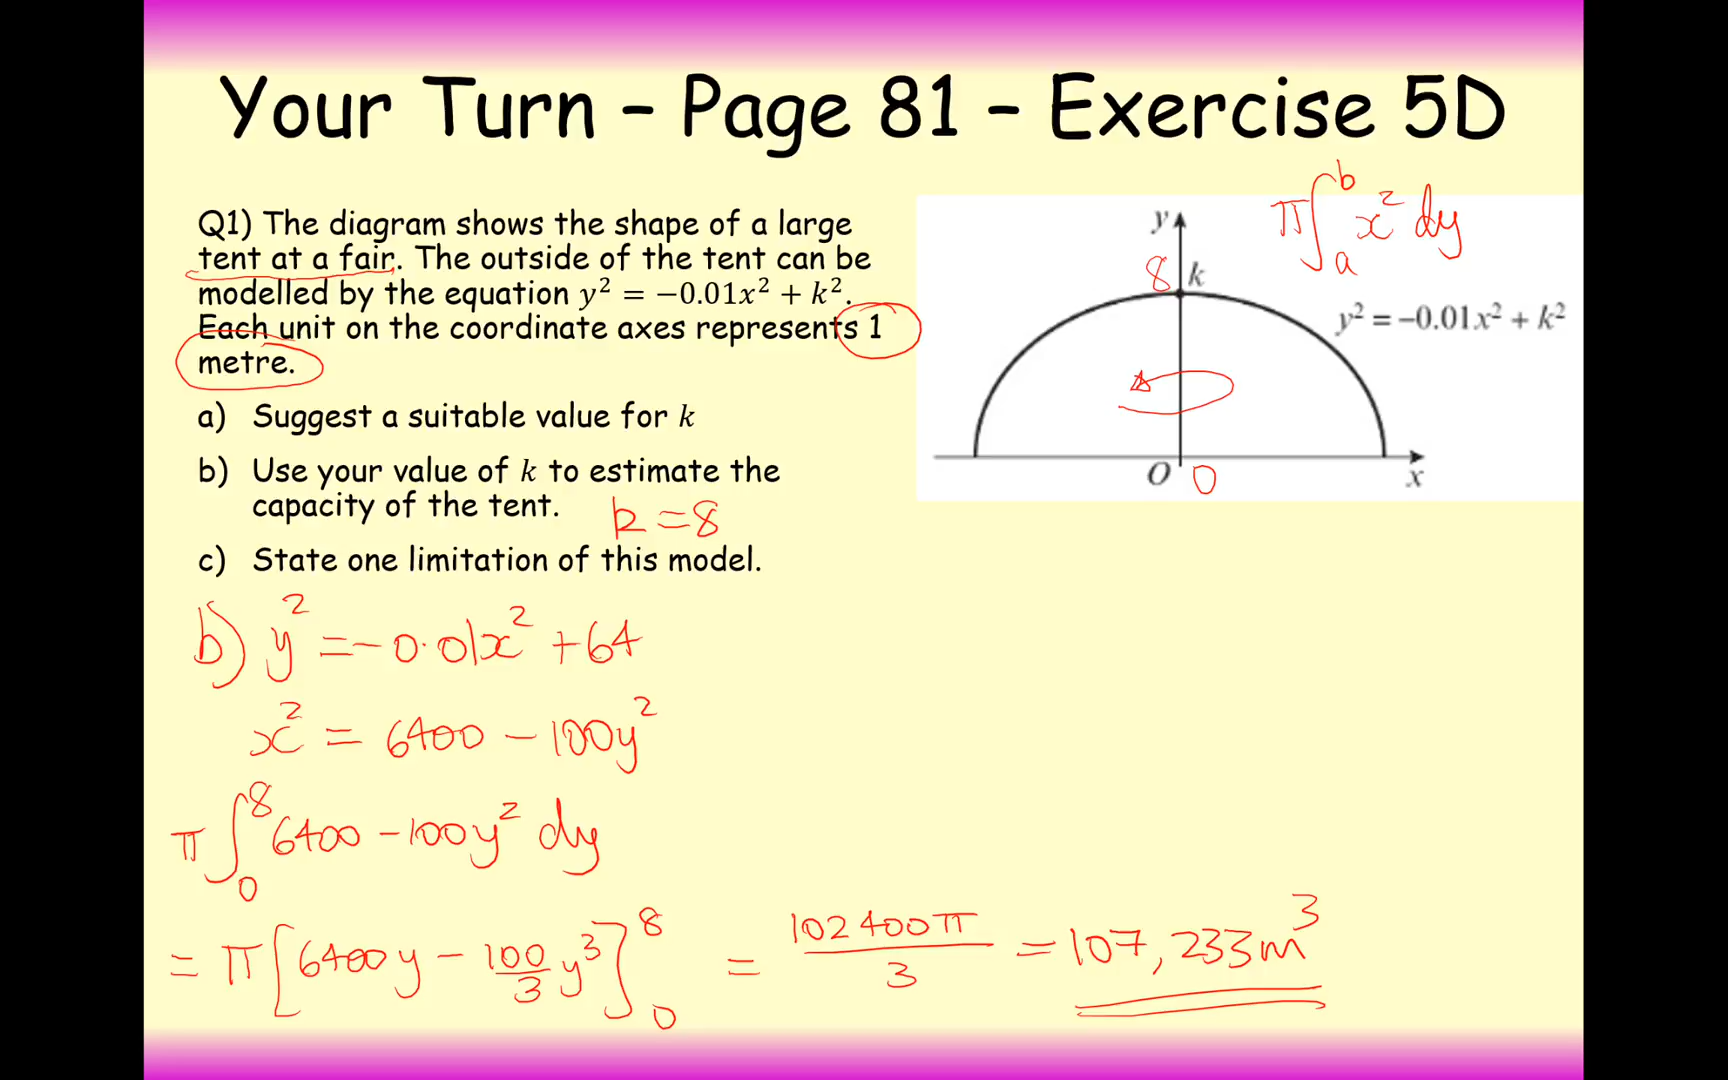 Your Turn – Page 81 – Exercise 5D
Q1) The diagram shows the shape of a large
tent at a fair. The outside of the tent can be
modelled by the equation y² = −0.01x² + k².
Each unit on the coordinate axes represents 1
metre.
a) Suggest a suitable value for k
b) Use your value of k to estimate the
capacity of the tent.
k = 8
c) State one limitation of this model.
π∫ₐᵇ x² dy
y
8 k
y² = −0.01x² + k²
O 0 x
b) y² = −0.01x² + 64
x² = 6400 − 100y²
π∫₀⁸ 6400 − 100y² dy
= π[6400y − 100/3 y³]₀⁸ = 102400π/3 = 107,233m³